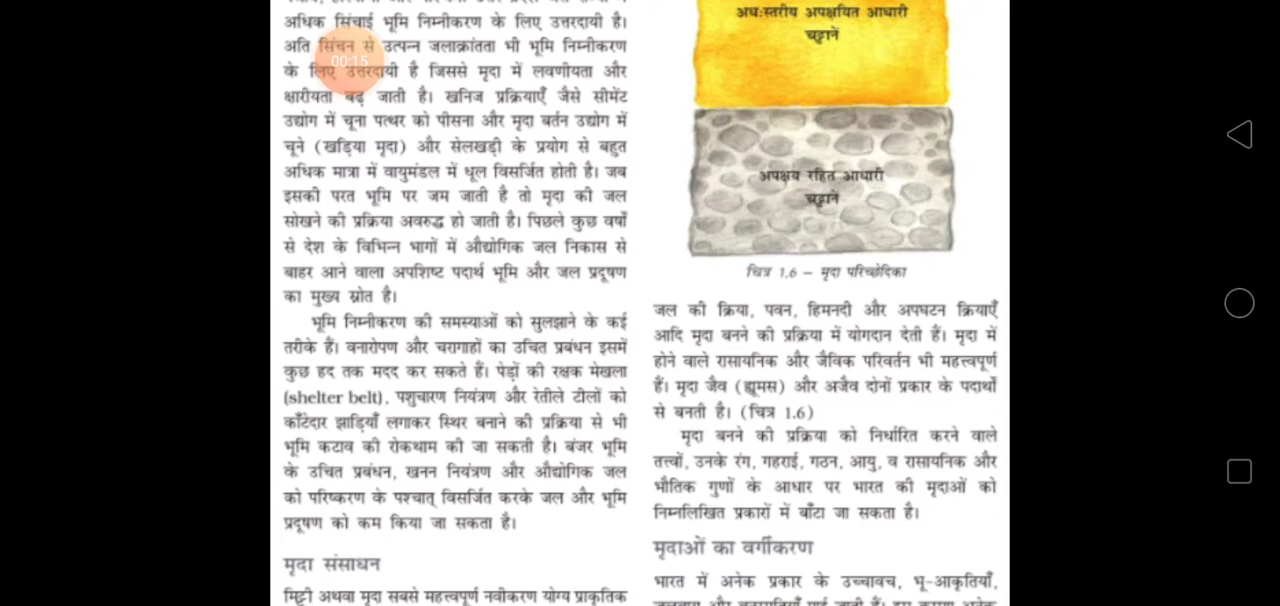 अधिक सिंचाई भूमि निम्नीकरण के लिए उत्तरदायी है।
अति सिंचन से उत्पन्न जलाक्रांतता भी भूमि निम्नीकरण
के लिए उत्तरदायी है जिससे मृदा में लवणीयता और
क्षारीयता बढ़ जाती है। खनिज प्रक्रियाएँ जैसे सीमेंट
उद्योग में चूना पत्थर को पीसना और मृदा बर्तन उद्योग में
चूने (खड़िया मृदा) और सेलखड़ी के प्रयोग से बहुत
अधिक मात्रा में वायुमंडल में धूल विसर्जित होती है। जब
इसकी परत भूमि पर जम जाती है तो मृदा की जल
सोखने की प्रक्रिया अवरुद्ध हो जाती है। पिछले कुछ वर्षों
से देश के विभिन्न भागों में औद्योगिक जल निकास से
बाहर आने वाला अपशिष्ट पदार्थ भूमि और जल प्रदूषण
का मुख्य स्रोत है।
भूमि निम्नीकरण की समस्याओं को सुलझाने के कई
तरीके हैं। वनारोपण और चरागाहों का उचित प्रबंधन इसमें
कुछ हद तक मदद कर सकते हैं। पेड़ों की रक्षक मेखला
(shelter belt), पशुचारण नियंत्रण और रेतीले टीलों को
काँटेदार झाड़ियाँ लगाकर स्थिर बनाने की प्रक्रिया से भी
भूमि कटाव की रोकथाम की जा सकती है। बंजर भूमि
के उचित प्रबंधन, खनन नियंत्रण और औद्योगिक जल
को परिष्करण के पश्चात् विसर्जित करके जल और भूमि
प्रदूषण को कम किया जा सकता है।
मृदा संसाधन
मिट्टी अथवा मृदा सबसे महत्त्वपूर्ण नवीकरण योग्य प्राकृतिक
00:15
अधःस्तरीय अपक्षयित आधारी
चट्टानें
अपक्षय रहित आधारी
चट्टानें
चित्र 1.6 – मृदा परिच्छेदिका
जल की क्रिया, पवन, हिमनदी और अपघटन क्रियाएँ
आदि मृदा बनने की प्रक्रिया में योगदान देती हैं। मृदा में
होने वाले रासायनिक और जैविक परिवर्तन भी महत्त्वपूर्ण
हैं। मृदा जैव (ह्यूमस) और अजैव दोनों प्रकार के पदार्थों
से बनती है। (चित्र 1.6)
मृदा बनने की प्रक्रिया को निर्धारित करने वाले
तत्त्वों, उनके रंग, गहराई, गठन, आयु, व रासायनिक और
भौतिक गुणों के आधार पर भारत की मृदाओं को
निम्नलिखित प्रकारों में बाँटा जा सकता है।
मृदाओं का वर्गीकरण
भारत में अनेक प्रकार के उच्चावच, भू-आकृतियाँ,